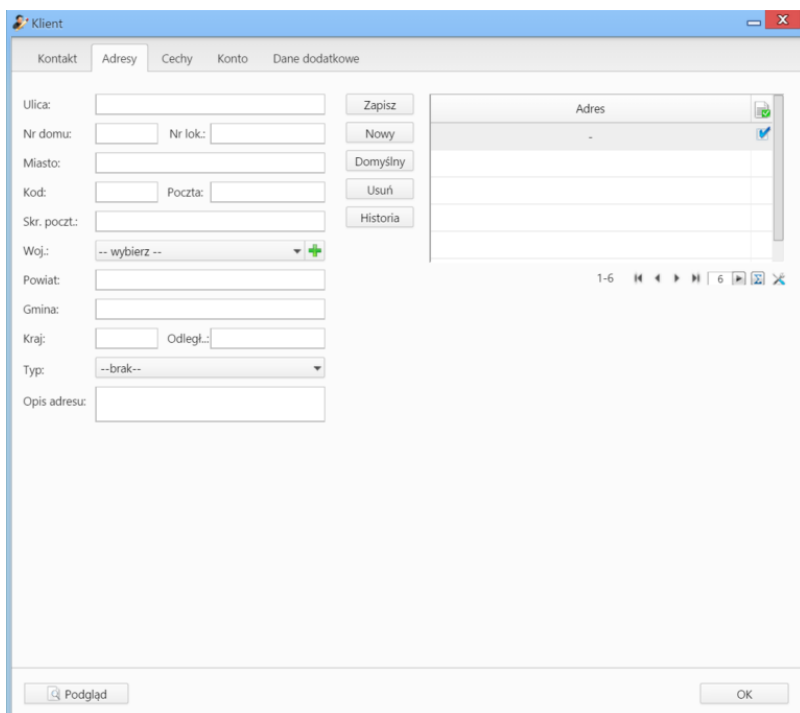 Klient
Kontakt Adresy Cechy Konto Dane dodatkowe
Ulica: Zapisz Adres
Nr domu: Nr lok.: Nowy -
Miasto: Domyślny
Kod: Poczta: Usuń
Skr. poczt.: Historia
Woj.: -- wybierz --
Powiat: 1-6 6 Σ
Gmina:
Kraj: Odległ..:
Typ: --brak--
Opis adresu:
Podgląd OK